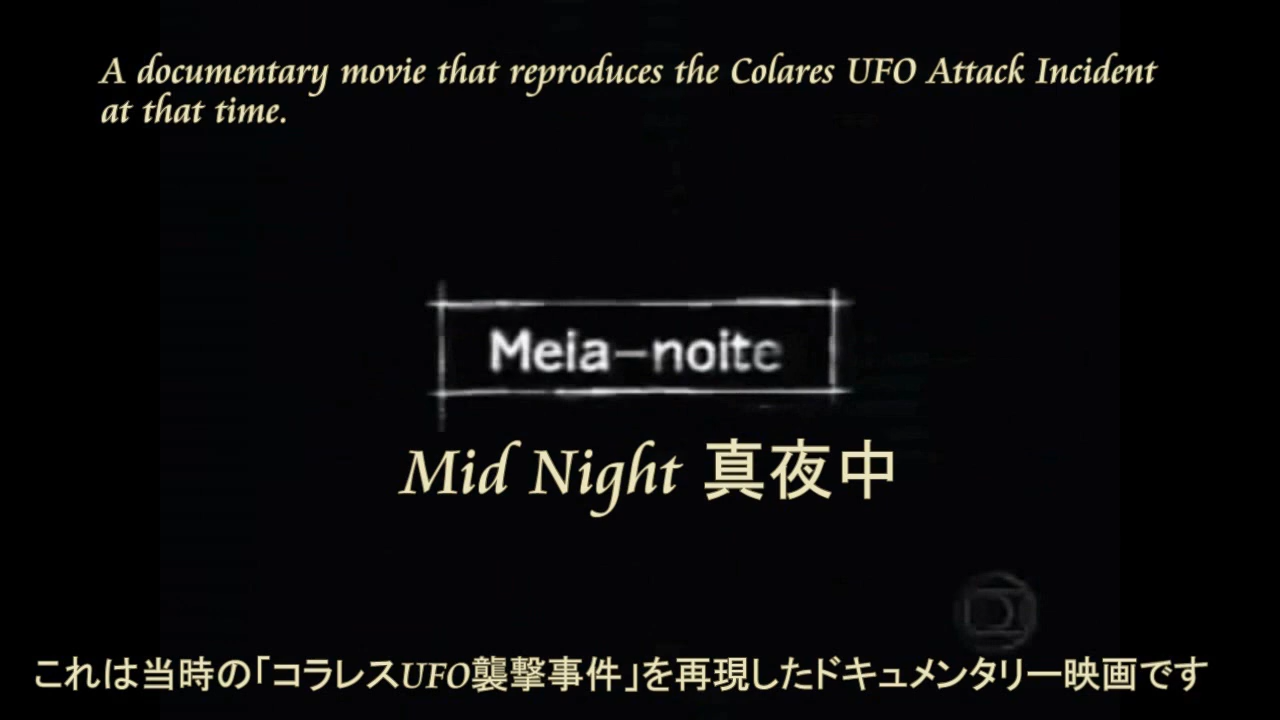 A documentary movie that reproduces the Colares UFO Attack Incident
at that time.
Meia-noite
Mid Night 真夜中
これは当時の「コラレスUFO襲撃事件」を再現したドキュメンタリー映画です